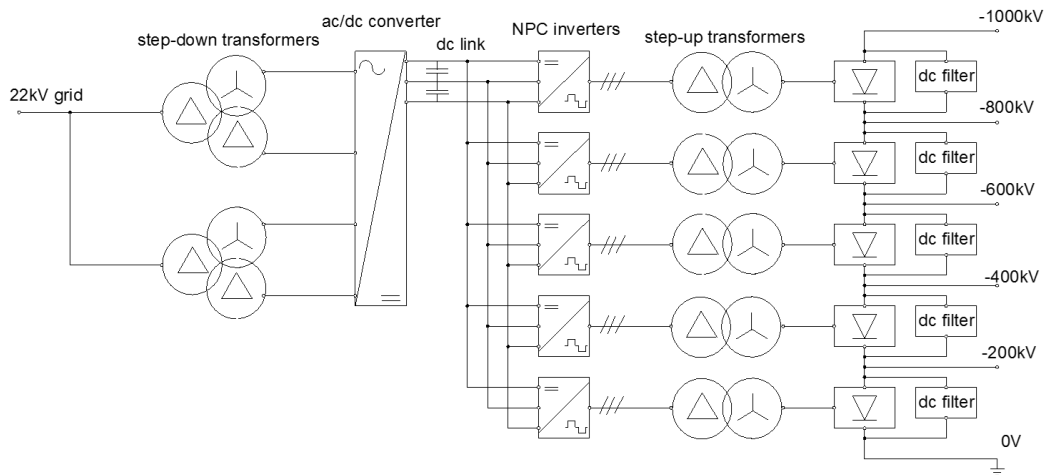 -1000kV
ac/dc converter
NPC inverters
step-down transformers
dc link
step-up transformers
dc filter
22kV grid
-800kV
dc filter
-600kV
dc filter
-400kV
dc filter
-200kV
dc filter
0V